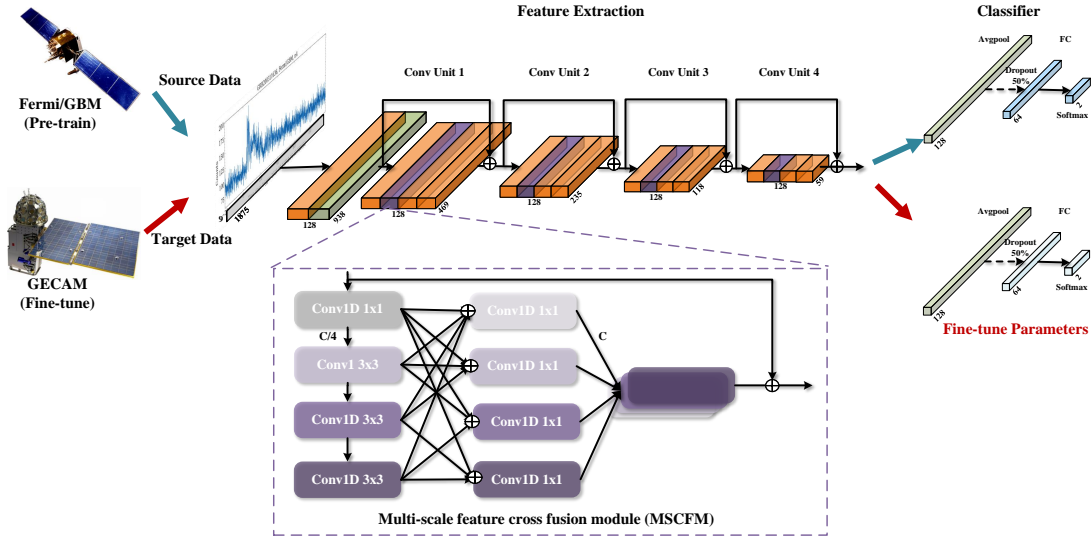 Feature Extraction
Classifier
Fermi/GBM
(Pre-train)
Source Data
GECAM
(Fine-tune)
Target Data
1875
Conv Unit 1
Conv Unit 2
Conv Unit 3
Conv Unit 4
128
938
128
469
128
235
128
118
128
59
Avgpool
FC
Dropout
50%
128
64
2
Softmax
Avgpool
FC
Dropout
50%
128
64
2
Softmax
Fine-tune Parameters
Conv1D 1x1
C/4
Conv1 3x3
Conv1D 3x3
Conv1D 3x3
Conv1D 1x1
Conv1D 1x1
Conv1D 1x1
Conv1D 1x1
C
Multi-scale feature cross fusion module (MSCFM)